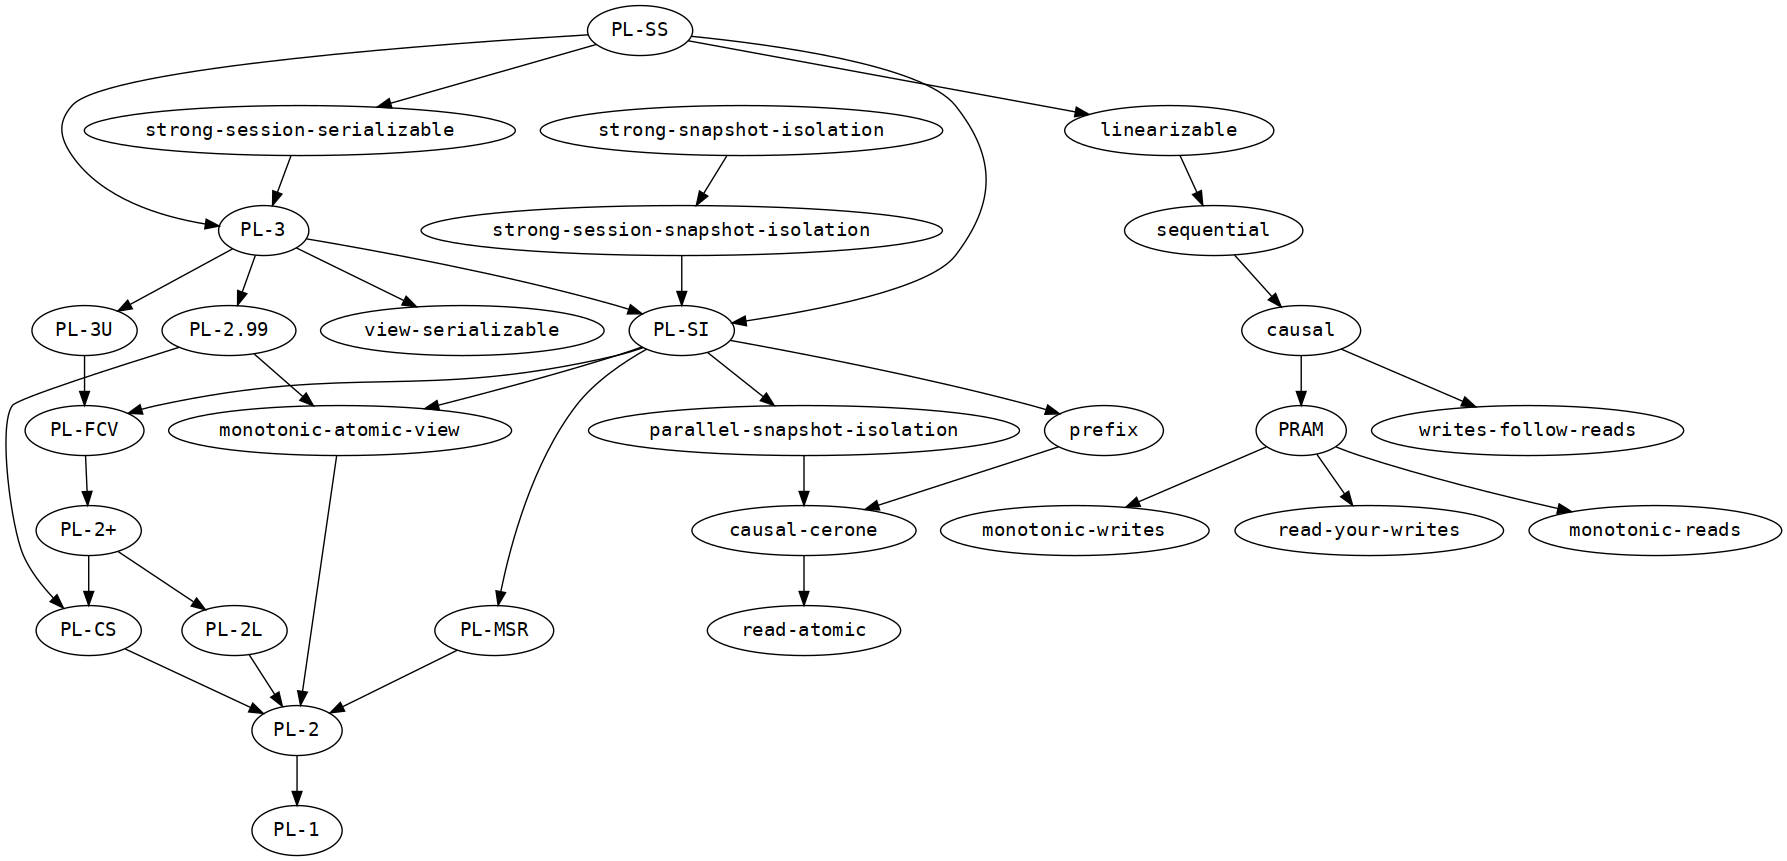 PL-SS
strong-session-serializable
strong-snapshot-isolation
linearizable
PL-3
strong-session-snapshot-isolation
sequential
PL-3U
PL-2.99
view-serializable
PL-SI
causal
PL-FCV
monotonic-atomic-view
parallel-snapshot-isolation
prefix
PRAM
writes-follow-reads
PL-2+
causal-cerone
monotonic-writes
read-your-writes
monotonic-reads
PL-CS
PL-2L
PL-MSR
read-atomic
PL-2
PL-1